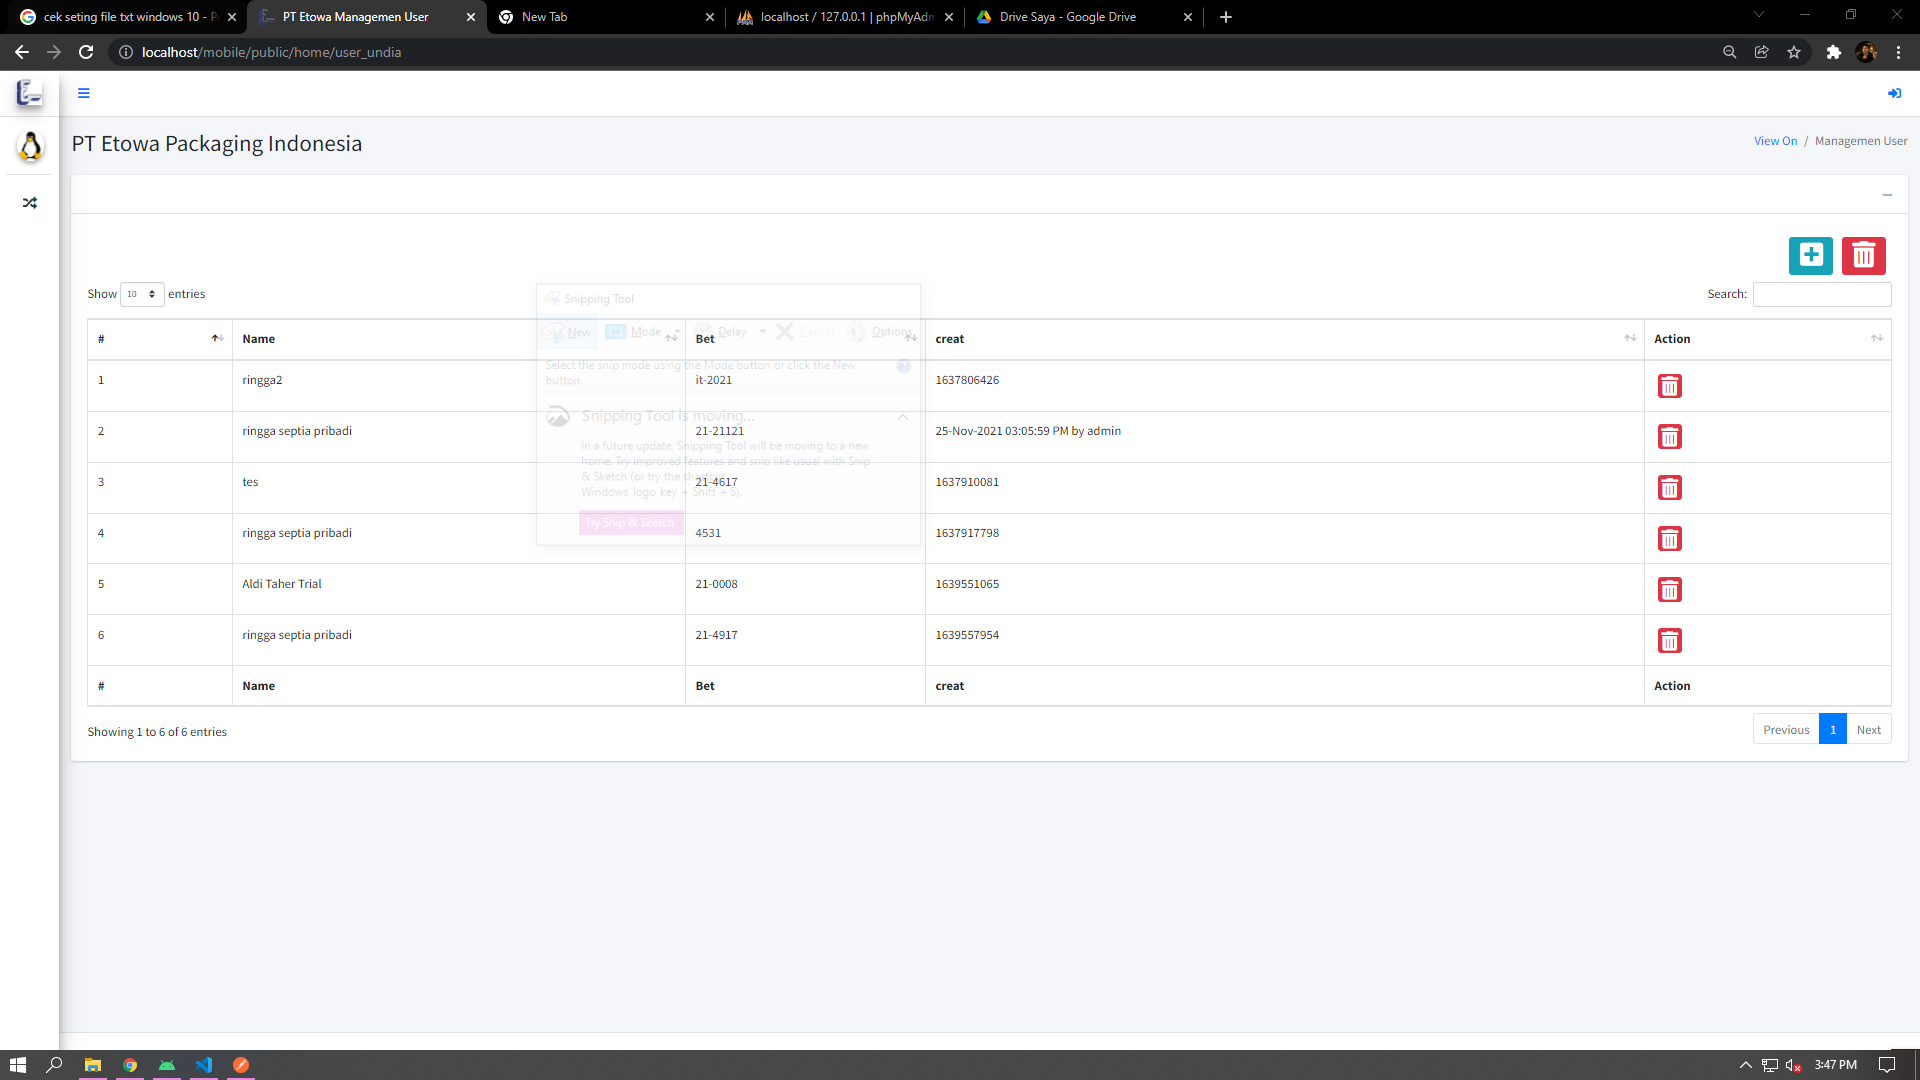 cek seting file txt windows 10 - P
PT Etowa Managemen User
New Tab
localhost / 127.0.0.1 | phpMyAdm
Drive Saya - Google Drive
localhost/mobile/public/home/user_undia
PT Etowa Packaging Indonesia
View On / Managemen User
Show 10 entries
Search:
Snipping Tool
New Mode Delay Cancel Options
Select the snip mode using the Mode button or click the New
button.
Snipping Tool is moving...
In a future update, Snipping Tool will be moving to a new
home. Try improved features and snip like usual with Snip
& Sketch (or try the shortcut
Windows logo key + Shift + S).
Try Snip & Sketch
# Name Bet creat Action
1 ringga2 it-2021 1637806426
2 ringga septia pribadi 21-21121 25-Nov-2021 03:05:59 PM by admin
3 tes 21-4617 1637910081
4 ringga septia pribadi 4531 1637917798
5 Aldi Taher Trial 21-0008 1639551065
6 ringga septia pribadi 21-4917 1639557954
# Name Bet creat Action
Showing 1 to 6 of 6 entries
Previous 1 Next
3:47 PM